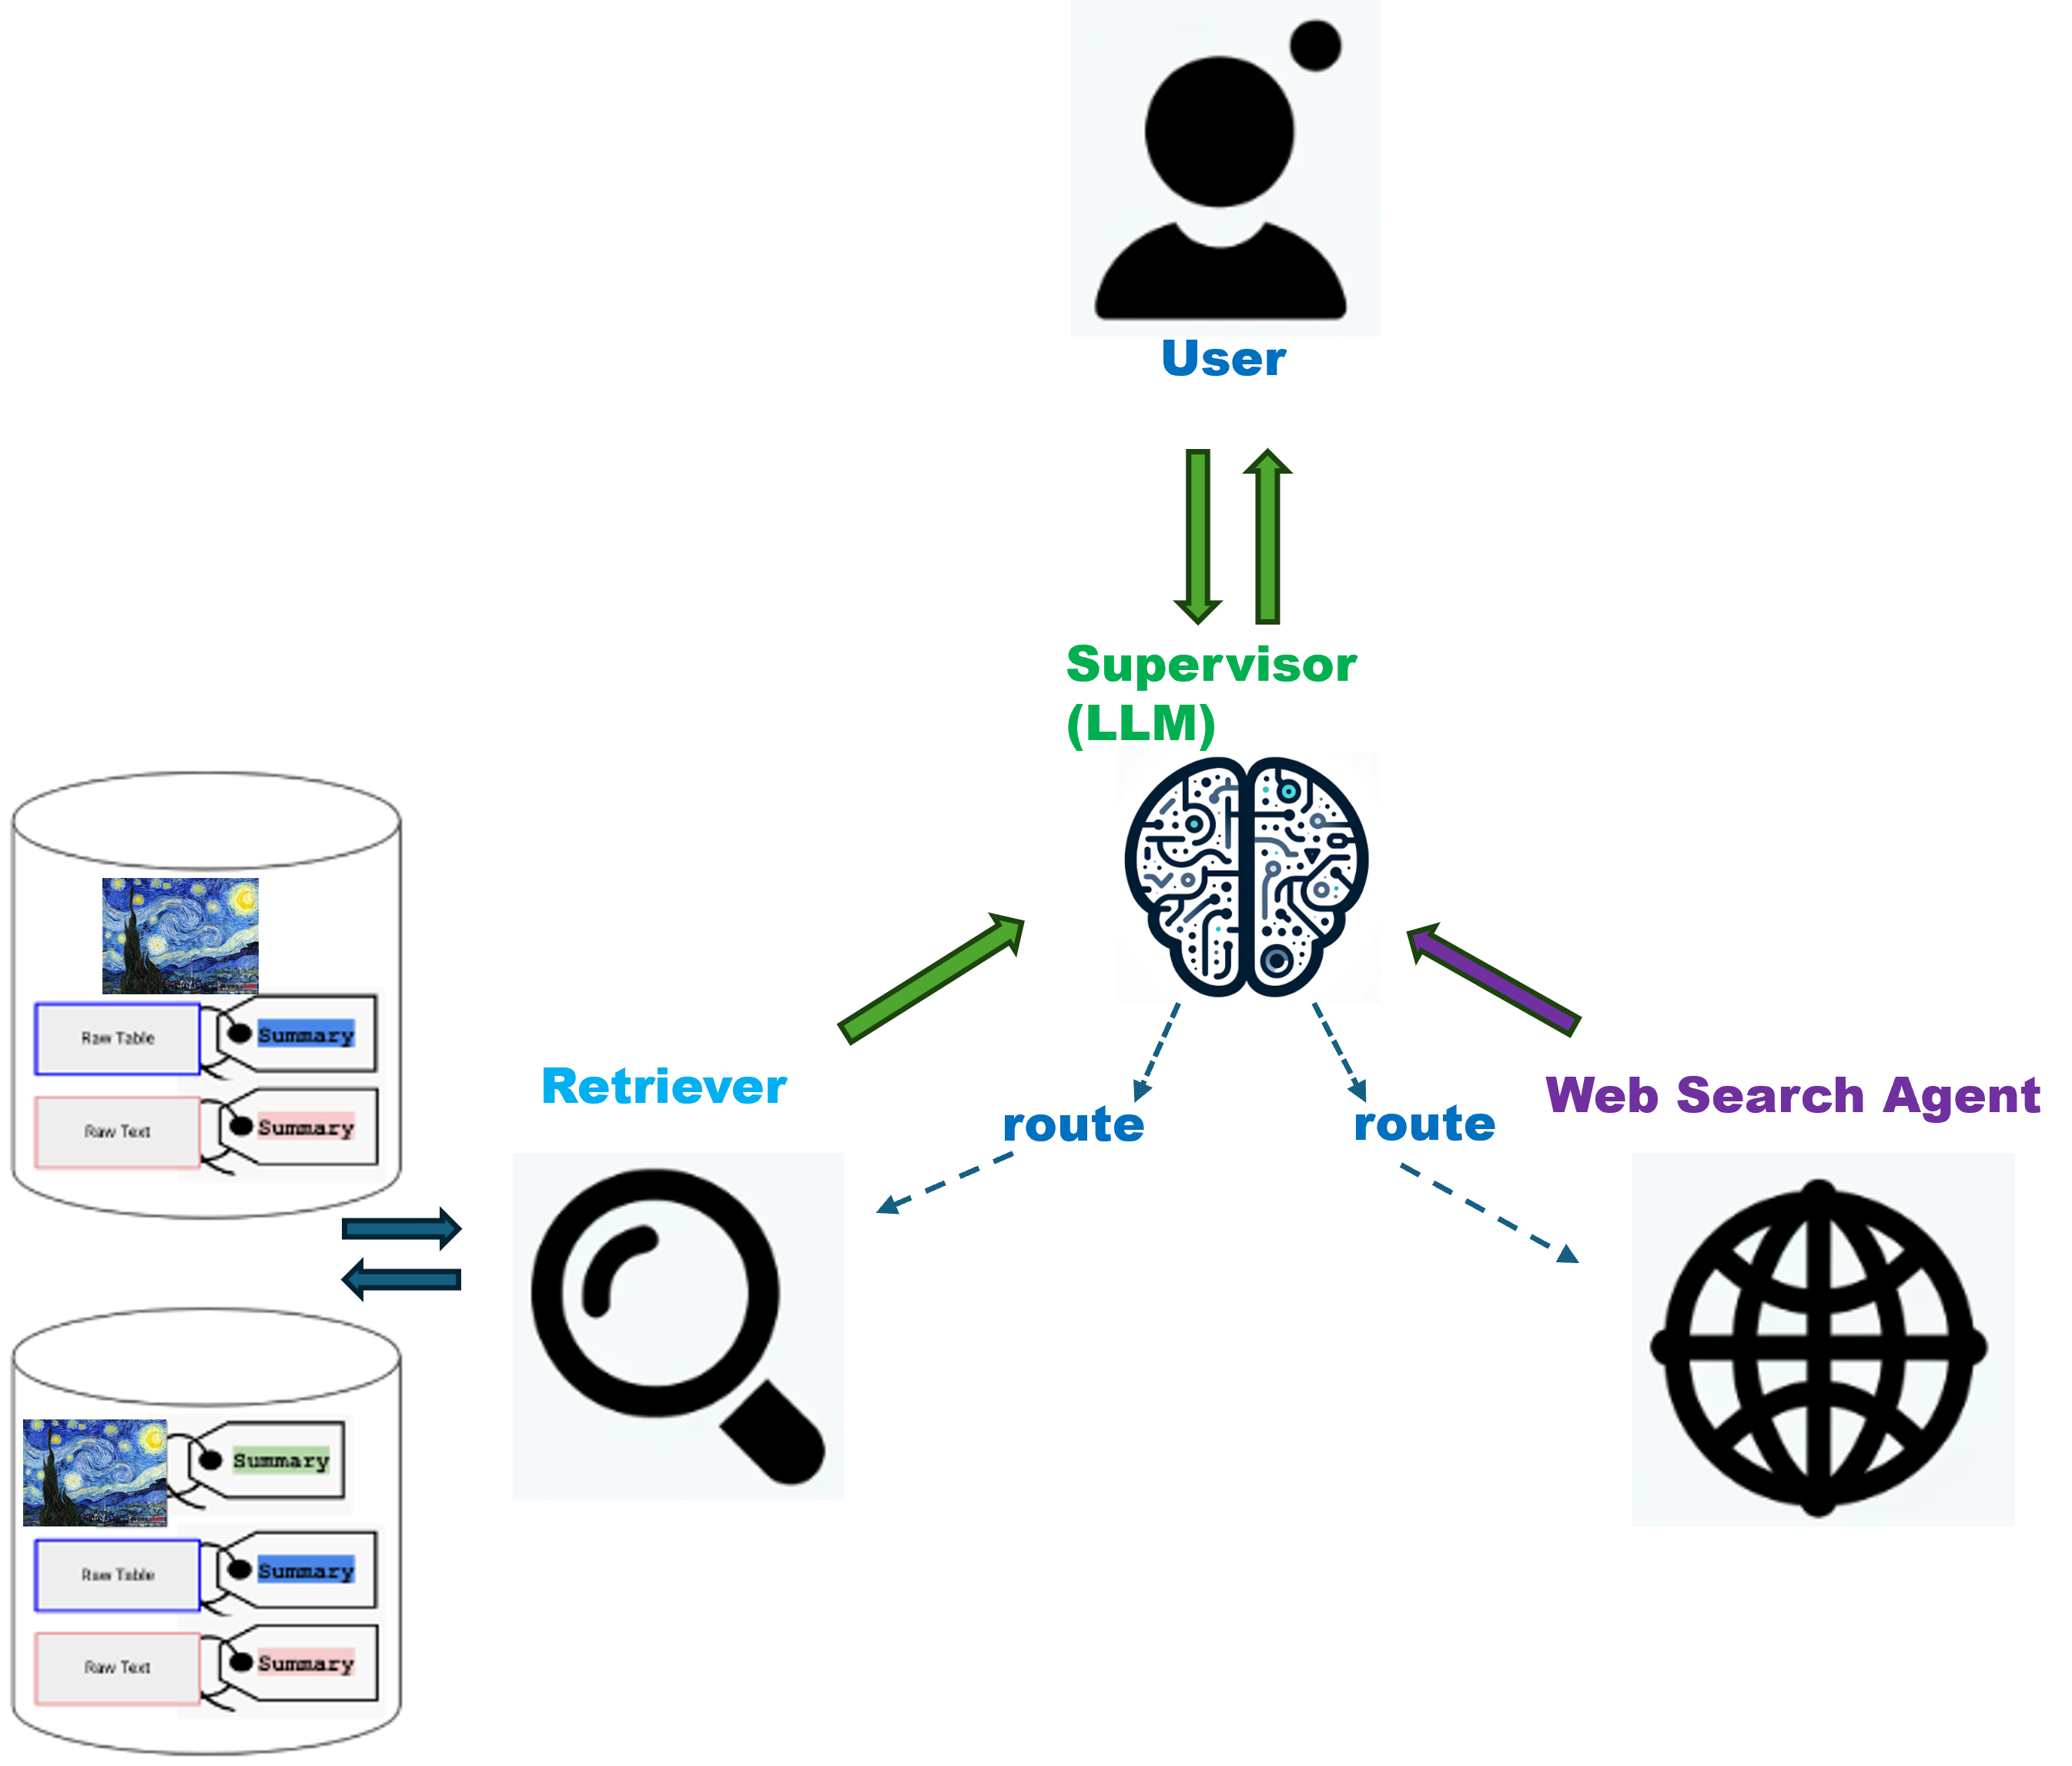 User
Supervisor
(LLM)
Raw Table
Summary
Raw Text
Summary
Retriever
route
route
Web Search Agent
Summary
Raw Table
Summary
Raw Text
Summary